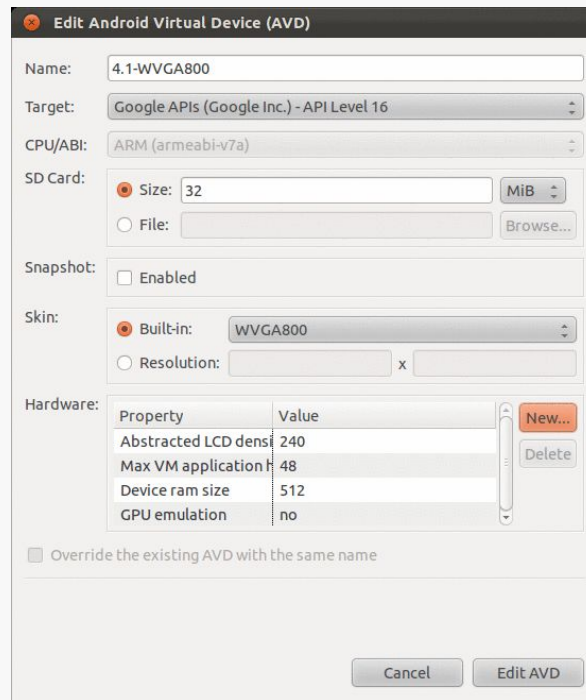 Edit Android Virtual Device (AVD)
Name: 4.1-WVGA800
Target: Google APIs (Google Inc.) - API Level 16
CPU/ABI: ARM (armeabi-v7a)
SD Card:
Size: 32 MiB
File: Browse...
Snapshot:
Enabled
Skin:
Built-in: WVGA800
Resolution: x
Hardware:
Property Value New...
Abstracted LCD densi 240
Max VM application h 48 Delete
Device ram size 512
GPU emulation no
Override the existing AVD with the same name
Cancel Edit AVD